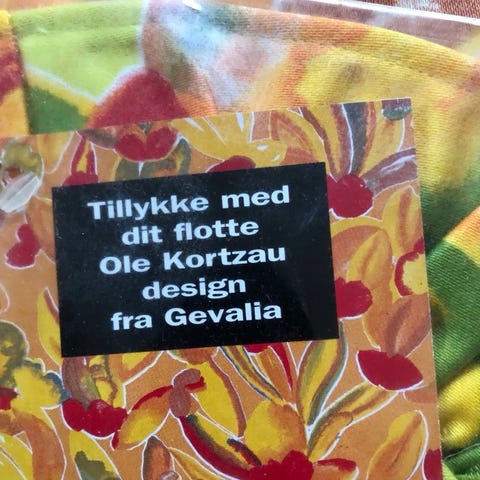 Tillykke med
dit flotte
Ole Kortzau
design
fra Gevalia